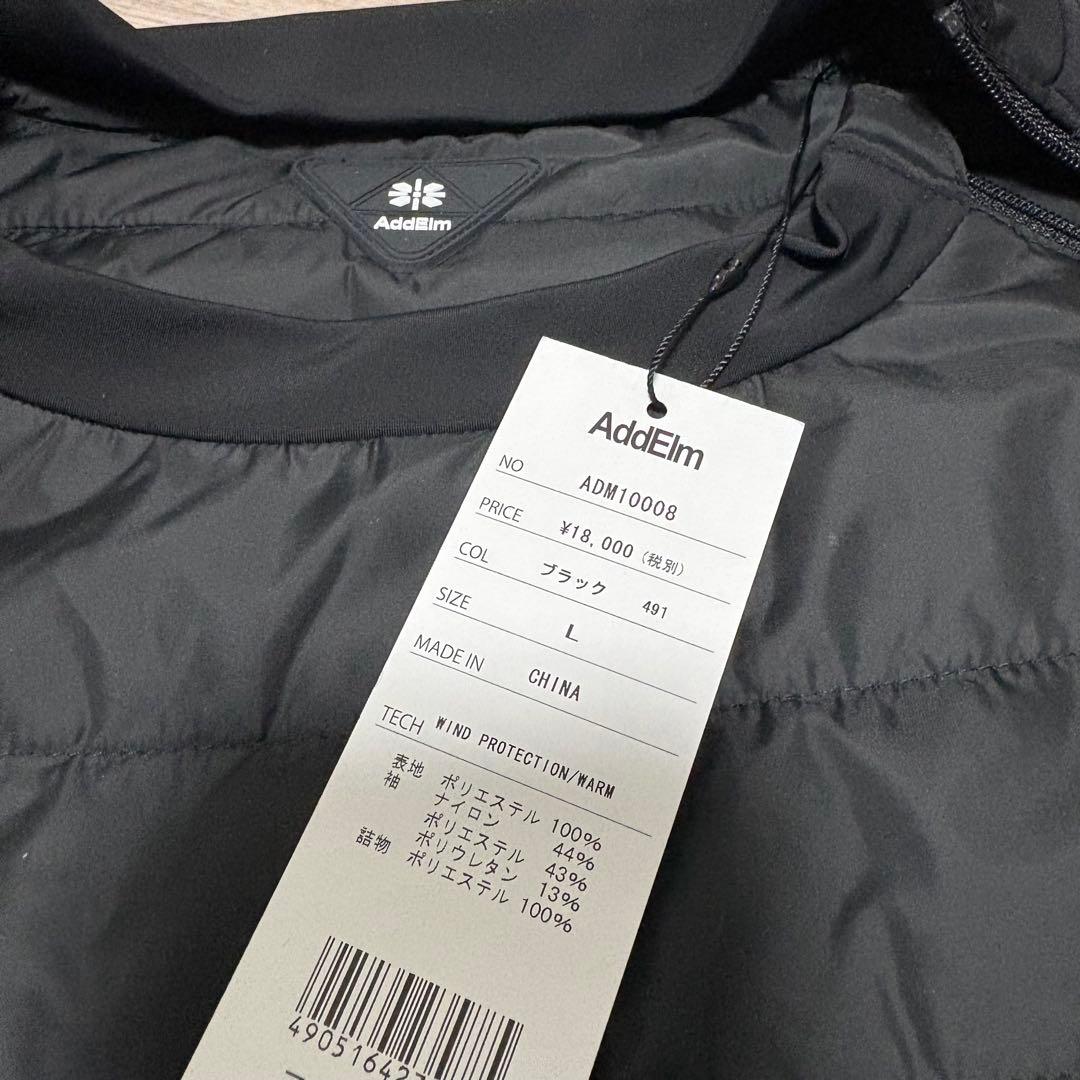 AddElm
AddElm
NO ADM10008
PRICE ¥18,000 (税別)
COL ブラック 491
SIZE L
MADE IN CHINA
TECH WIND PROTECTION/WARM
表地 ポリエステル 100%
袖 ナイロン 44%
ポリエステル 43%
ポリウレタン 13%
詰物 ポリエステル 100%
49051642